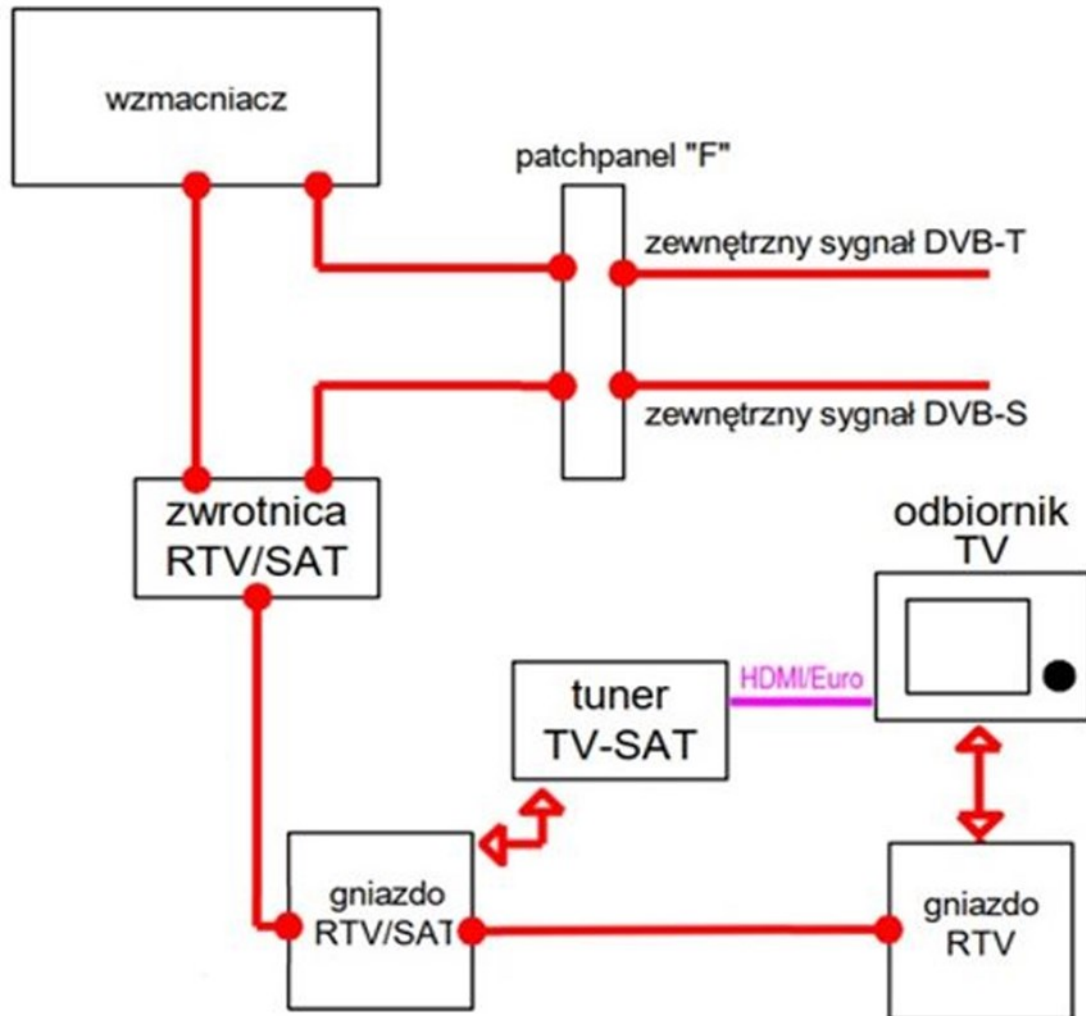 wzmacniacz
patchpanel "F"
zewnętrzny sygnał DVB-T
zewnętrzny sygnał DVB-S
zwrotnica
RTV/SAT
odbiornik
TV
tuner
TV-SAT
HDMI/Euro
gniazdo
RTV/SAT
gniazdo
RTV